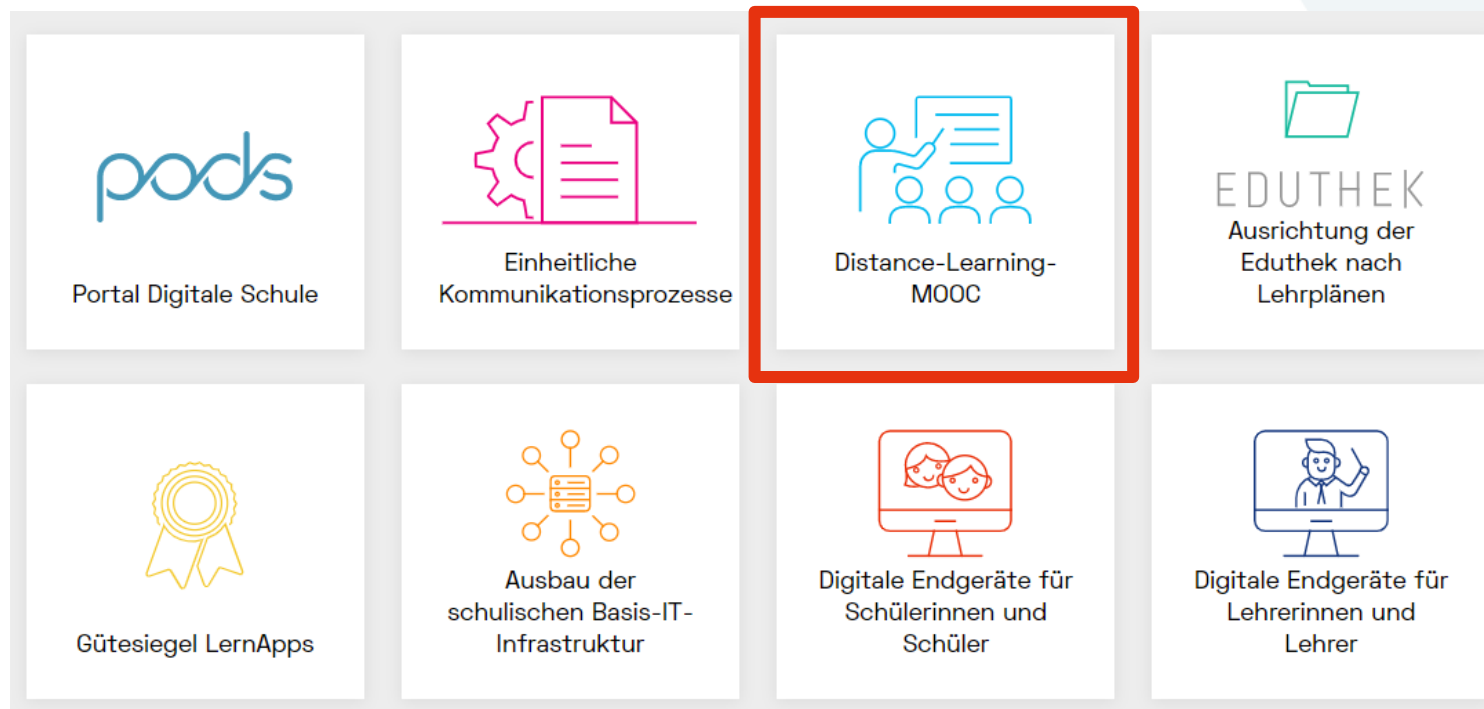 pods
Portal Digitale Schule
Einheitliche
Kommunikationsprozesse
Distance-Learning-
MOOC
EDUTHEK
Ausrichtung der
Eduthek nach
Lehrplänen
Gütesiegel LernApps
Ausbau der
schulischen Basis-IT-
Infrastruktur
Digitale Endgeräte für
Schülerinnen und
Schüler
Digitale Endgeräte für
Lehrerinnen und
Lehrer